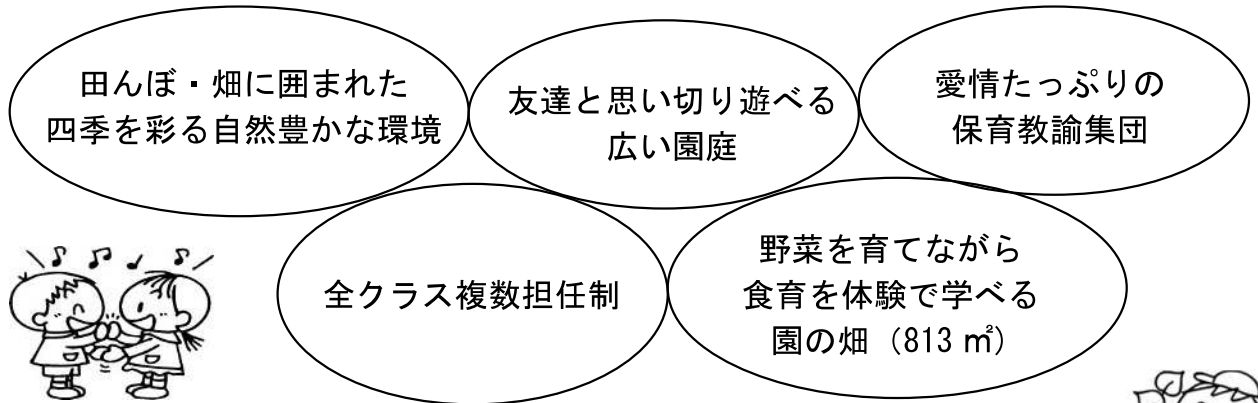 田んぼ・畑に囲まれた
四季を彩る自然豊かな環境
友達と思い切り遊べる
広い園庭
愛情たっぷりの
保育教諭集団
全クラス複数担任制
野菜を育てながら
食育を体験で学べる
園の畑（813 ㎡）